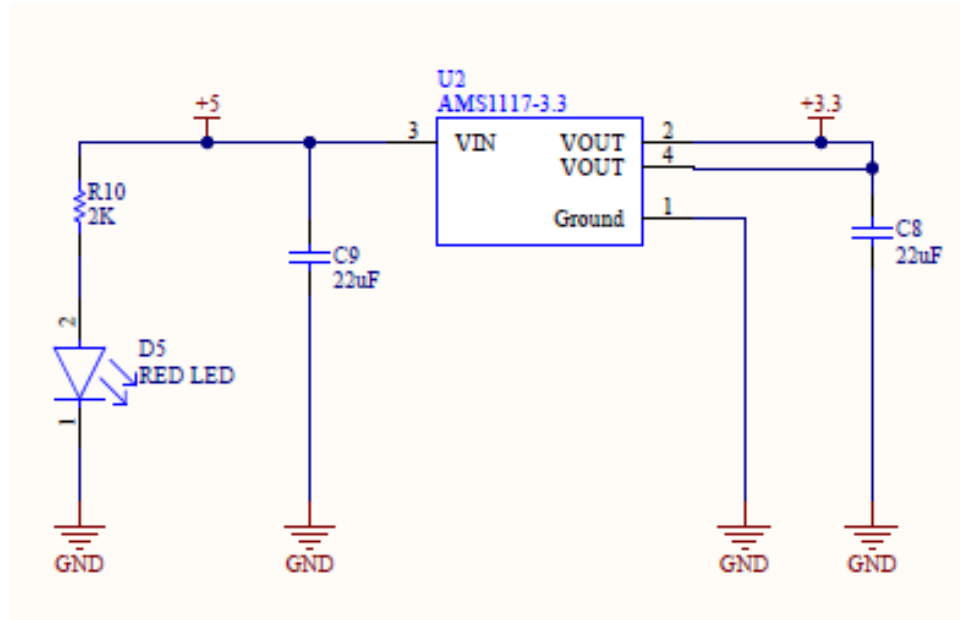 U2
AMS1117-3.3
+5
+3.3
3
VIN
VOUT
2
VOUT
4
Ground
1
R10
2K
C9
22uF
C8
22uF
2
D5
RED LED
1
GND
GND
GND
GND